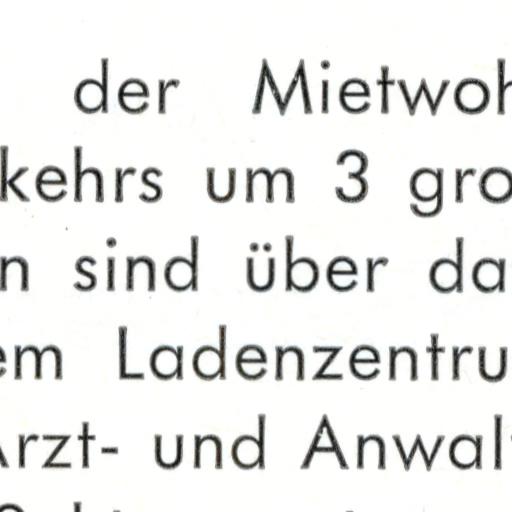 der Mietwoh
kehrs um 3 gro
n sind über da
em Ladenzentru
Arzt- und Anwal